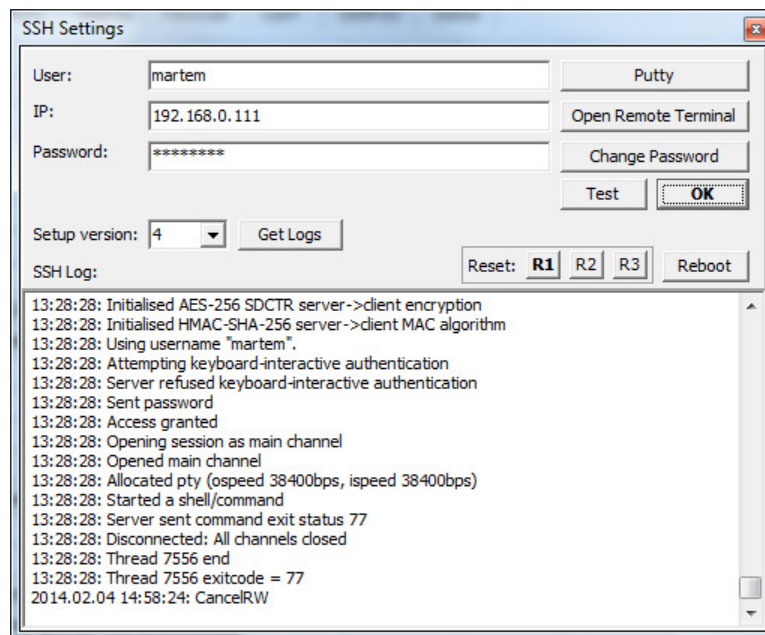 SSH Settings
User: martem Putty
IP: 192.168.0.111 Open Remote Terminal
Password: ******** Change Password
Test OK
Setup version: 4 Get Logs
SSH Log: Reset: R1 R2 R3 Reboot
13:28:28: Initialised AES-256 SDCTR server->client encryption
13:28:28: Initialised HMAC-SHA-256 server->client MAC algorithm
13:28:28: Using username "martem".
13:28:28: Attempting keyboard-interactive authentication
13:28:28: Server refused keyboard-interactive authentication
13:28:28: Sent password
13:28:28: Access granted
13:28:28: Opening session as main channel
13:28:28: Opened main channel
13:28:28: Allocated pty (ospeed 38400bps, ispeed 38400bps)
13:28:28: Started a shell/command
13:28:28: Server sent command exit status 77
13:28:28: Disconnected: All channels closed
13:28:28: Thread 7556 end
13:28:28: Thread 7556 exitcode = 77
2014.02.04 14:58:24: CancelRW